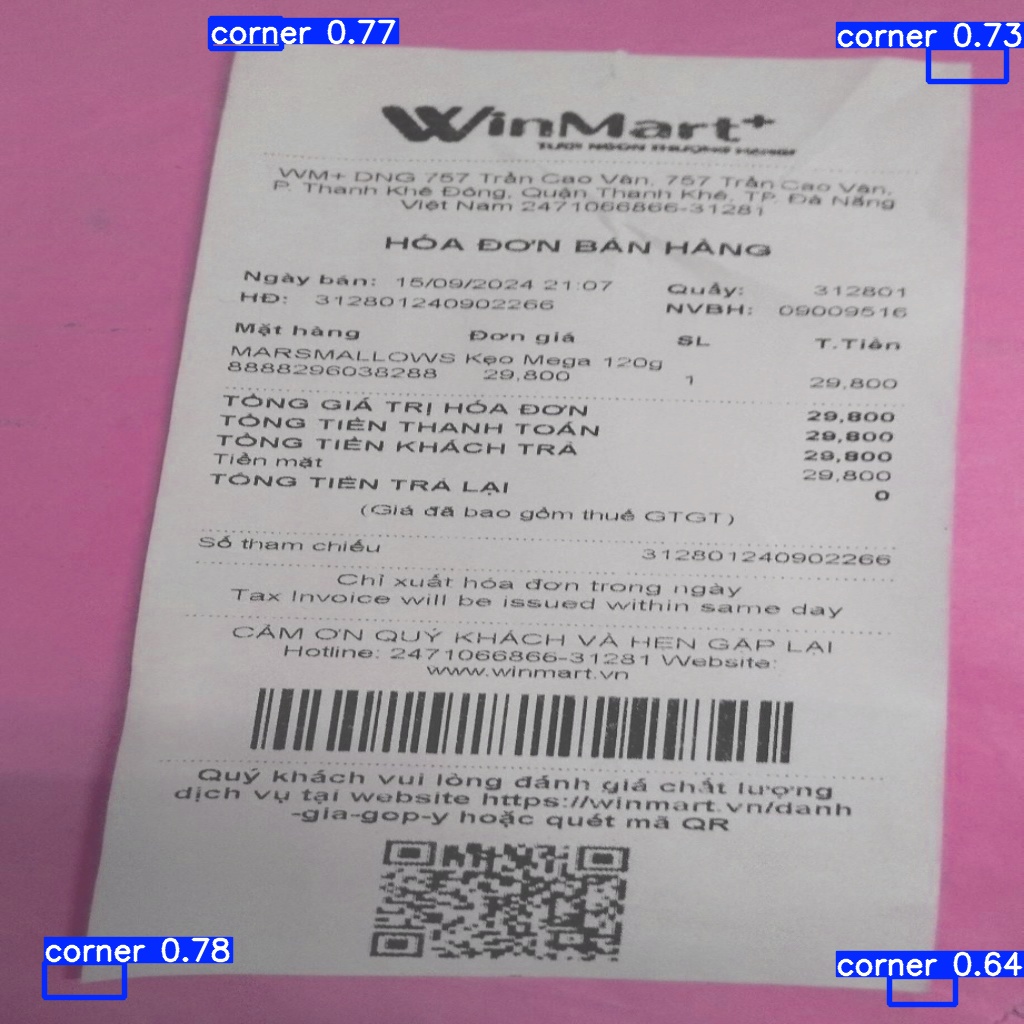 corner 0.77
corner 0.73
WinMart+
TƯƠI NGON THƯỢNG HẠNG!
WM+ DNG 757 Trần Cao Vân, 757 Trần Cao Vân,
P. Thanh Khê Đông, Quận Thanh Khê, TP. Đà Nẵng
Việt Nam 2471066866-31281
HÓA ĐƠN BÁN HÀNG
Ngày bán: 15/09/2024 21:07 Quầy: 312801
HĐ: 312801240902266 NVBH: 09009516
Mặt hàng Đơn giá SL T.Tiền
MARSMALLOWS Kẹo Mega 120g
8888296038288 29,800 1 29,800
TỔNG GIÁ TRỊ HÓA ĐƠN 29,800
TỔNG TIỀN THANH TOÁN 29,800
TỔNG TIỀN KHÁCH TRẢ 29,800
Tiền mặt 29,800
TỔNG TIỀN TRẢ LẠI 0
(Giá đã bao gồm thuế GTGT)
Số tham chiếu 312801240902266
Chỉ xuất hóa đơn trong ngày
Tax Invoice will be issued within same day
CẢM ƠN QUÝ KHÁCH VÀ HẸN GẶP LẠI
Hotline: 2471066866-31281 Website:
www.winmart.vn
Quý khách vui lòng đánh giá chất lượng
dịch vụ tại website https://winmart.vn/danh
-gia-gop-y hoặc quét mã QR
corner 0.78
corner 0.64